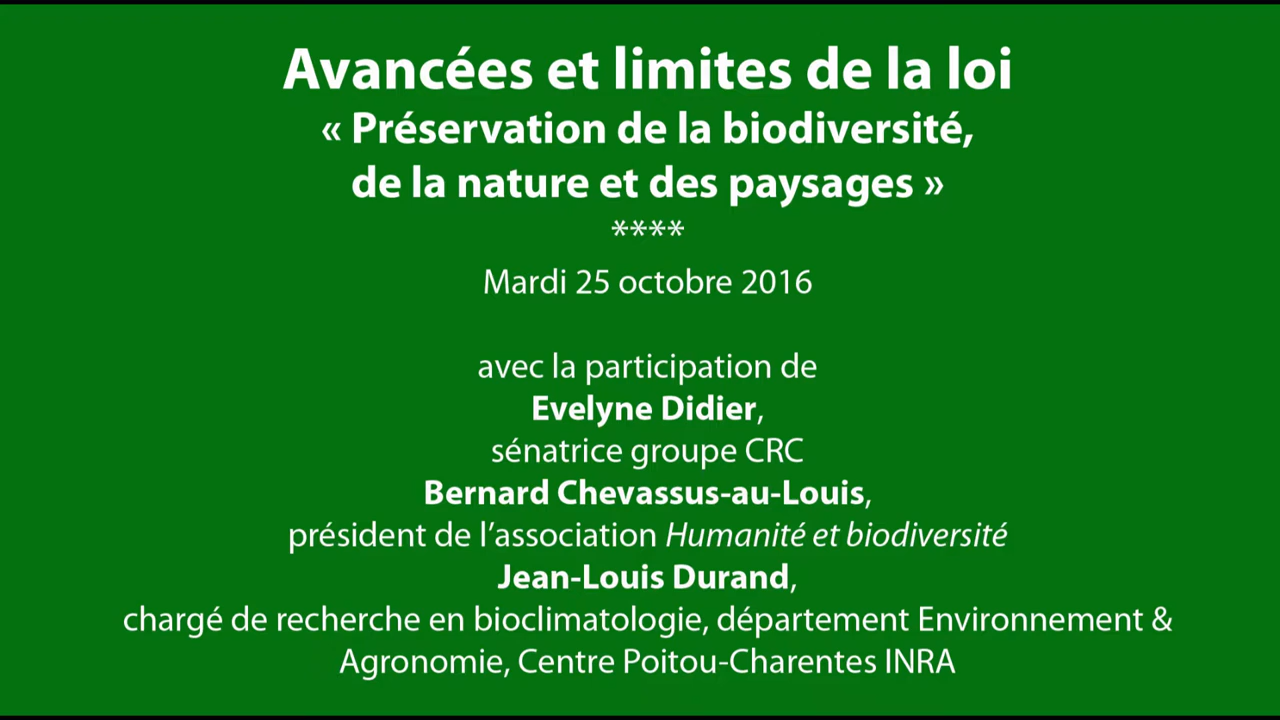 Avancées et limites de la loi
« Préservation de la biodiversité,
de la nature et des paysages »
****
Mardi 25 octobre 2016
avec la participation de
Evelyne Didier,
sénatrice groupe CRC
Bernard Chevassus-au-Louis,
président de l’association Humanité et biodiversité
Jean-Louis Durand,
chargé de recherche en bioclimatologie, département Environnement &
Agronomie, Centre Poitou-Charentes INRA